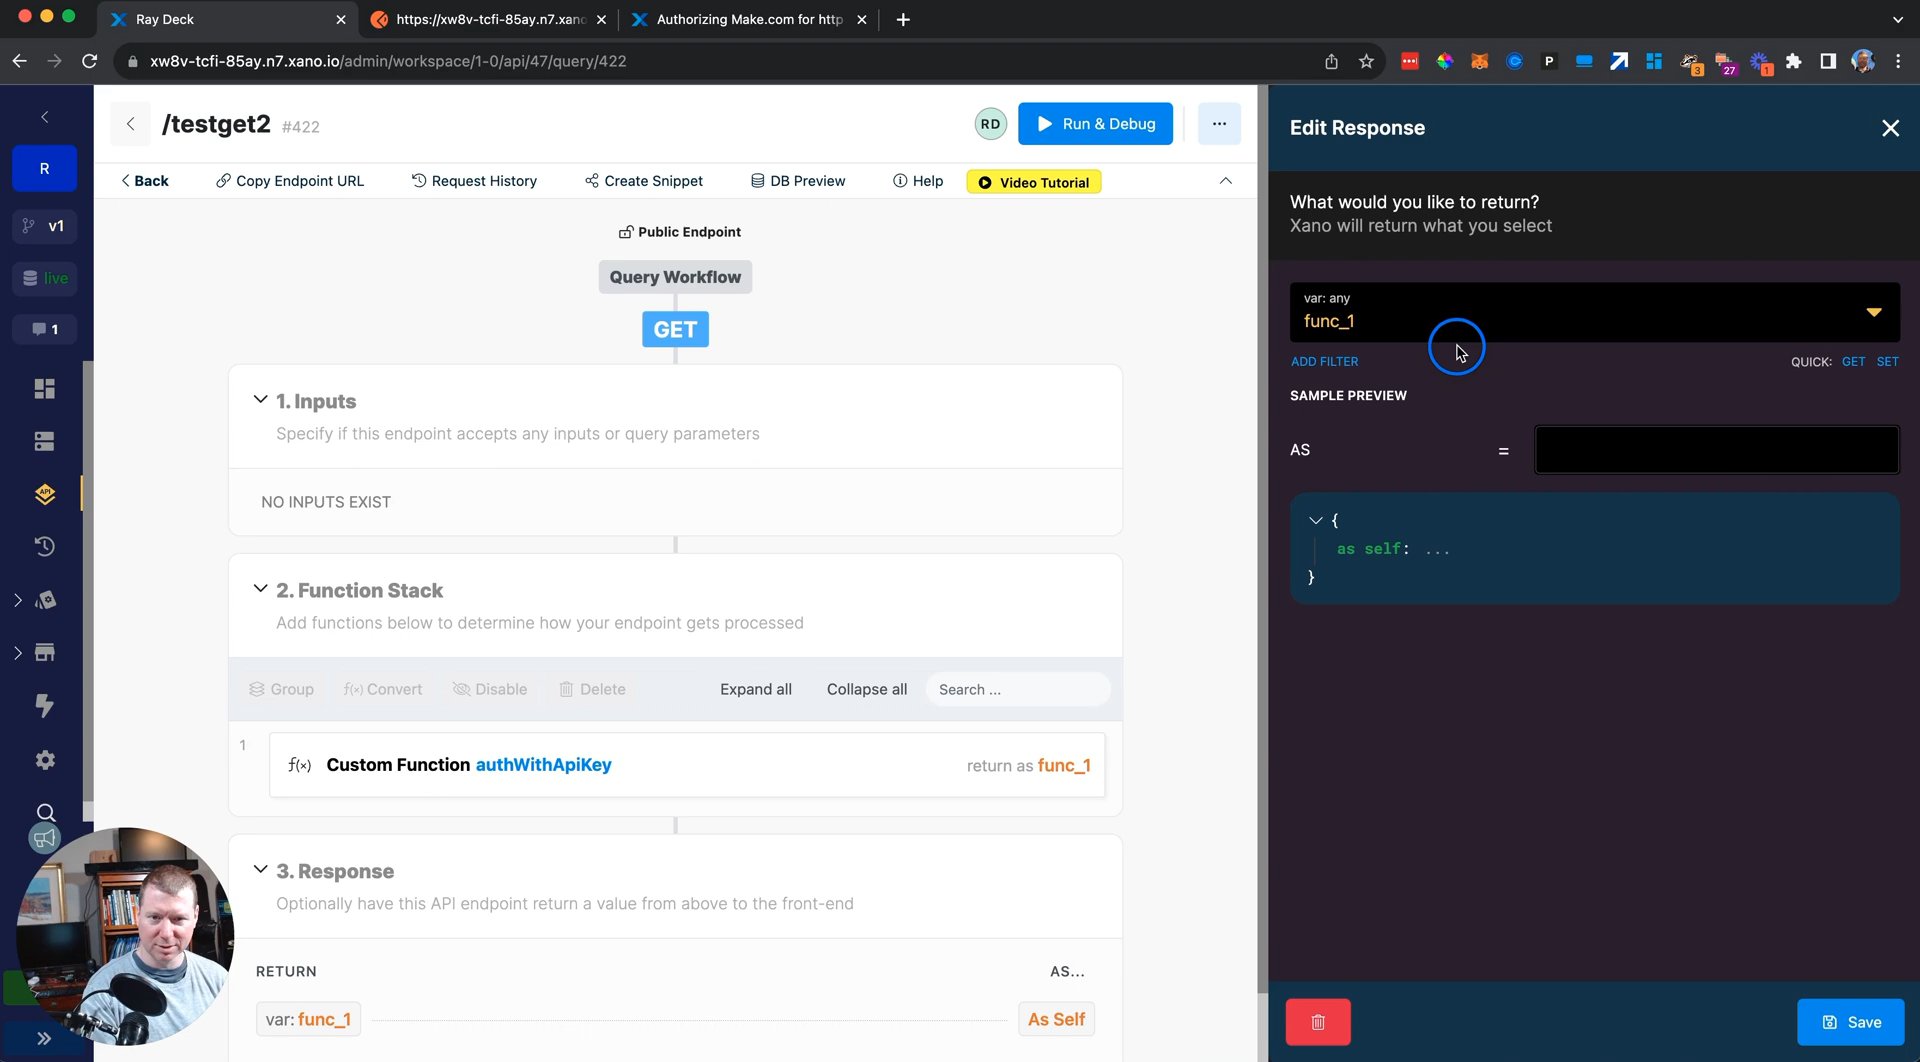 Ray Deck
https://xw8v-tcfi-85ay.n7.xano
Authorizing Make.com for http
xw8v-tcfi-85ay.n7.xano.io/admin/workspace/1-0/api/47/query/422
P
3
27
1
R
v1
live
1
API
/testget2 #422
RD
Run & Debug
Back
Copy Endpoint URL
Request History
Create Snippet
DB Preview
Help
Video Tutorial
Public Endpoint
Query Workflow
GET
1. Inputs
Specify if this endpoint accepts any inputs or query parameters
NO INPUTS EXIST
2. Function Stack
Add functions below to determine how your endpoint gets processed
Group
f(x) Convert
Disable
Delete
Expand all
Collapse all
Search ...
1
f(x) Custom Function authWithApiKey
return as func_1
3. Response
Optionally have this API endpoint return a value from above to the front-end
RETURN
AS...
var: func_1
As Self
Edit Response
What would you like to return?
Xano will return what you select
var: any
func_1
ADD FILTER
QUICK: GET SET
SAMPLE PREVIEW
AS =
{
as self: ...
}
Save